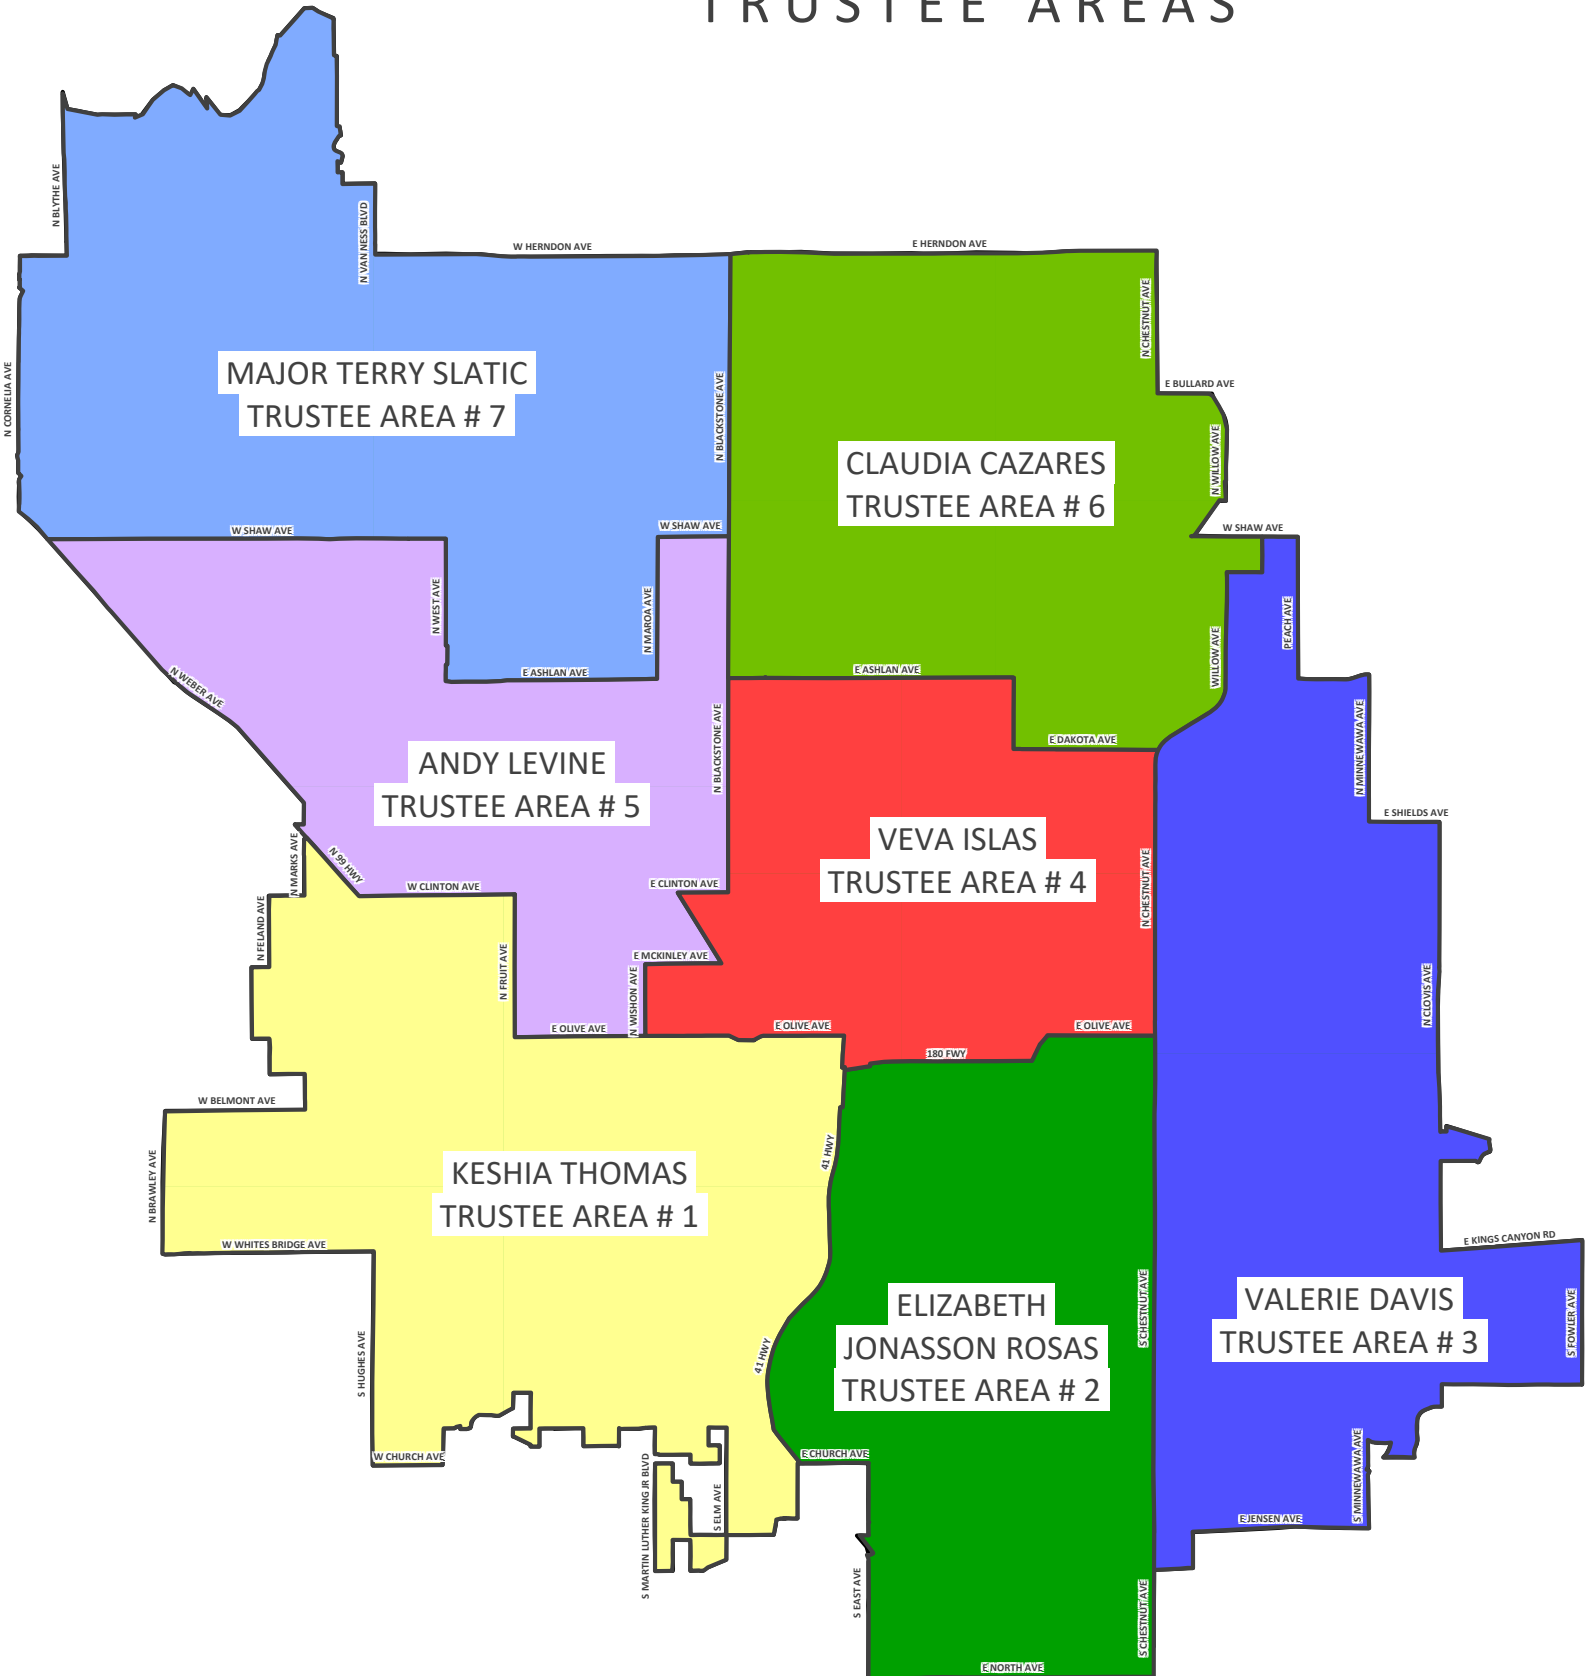 TRUSTEE AREAS
N BLYTHE AVE
N VAN NESS BLVD
W HERNDON AVE
E HERNDON AVE
N CORNELIA AVE
MAJOR TERRY SLATIC
TRUSTEE AREA # 7
N BLACKSTONE AVE
N CHESTNUT AVE
E BULLARD AVE
N WILLOW AVE
CLAUDIA CAZARES
TRUSTEE AREA # 6
W SHAW AVE
W SHAW AVE
W SHAW AVE
N WEST AVE
N MAROA AVE
PEACH AVE
WILLOW AVE
E ASHLAN AVE
E ASHLAN AVE
N WEBER AVE
N BLACKSTONE AVE
E DAKOTA AVE
N MINNEWAWA AVE
ANDY LEVINE
TRUSTEE AREA # 5
E SHIELDS AVE
VEVA ISLAS
TRUSTEE AREA # 4
N MARKS AVE
N 99 HWY
W CLINTON AVE
E CLINTON AVE
N CHESTNUT AVE
N FELAND AVE
N FRUIT AVE
E MCKINLEY AVE
N WISHON AVE
N CLOVIS AVE
E OLIVE AVE
E OLIVE AVE
E OLIVE AVE
180 FWY
W BELMONT AVE
N BRAWLEY AVE
41 HWY
KESHIA THOMAS
TRUSTEE AREA # 1
W WHITES BRIDGE AVE
E KINGS CANYON RD
S HUGHES AVE
41 HWY
ELIZABETH
JONASSON ROSAS
TRUSTEE AREA # 2
S CHESTNUT AVE
VALERIE DAVIS
TRUSTEE AREA # 3
S FOWLER AVE
W CHURCH AVE
E CHURCH AVE
S MARTIN LUTHER KING JR BLVD
S ELM AVE
S MINNEWAWA AVE
E JENSEN AVE
S EAST AVE
S CHESTNUT AVE
E NORTH AVE